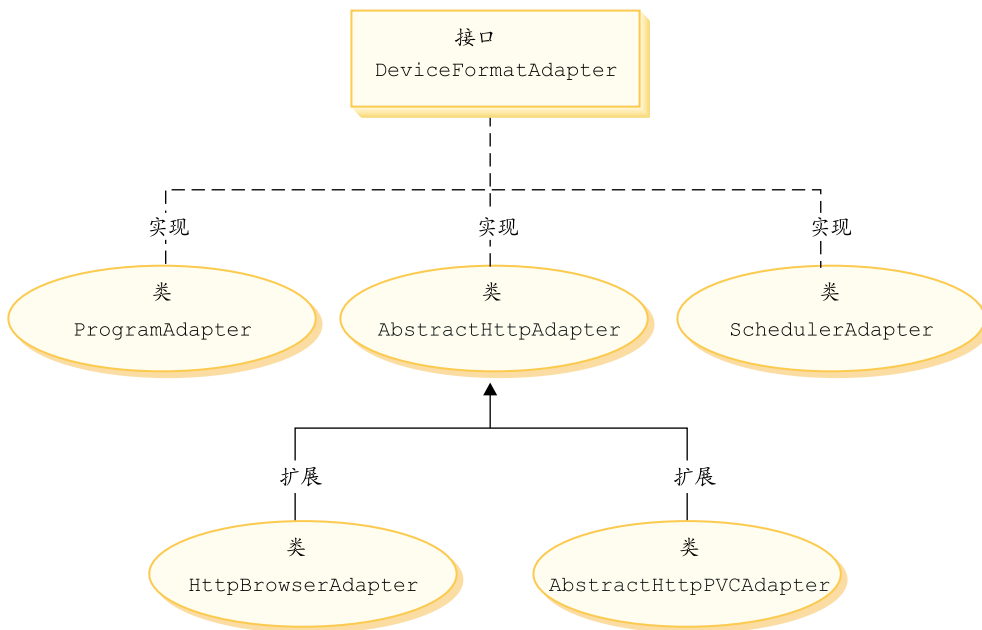 接口
DeviceFormatAdapter
实现
实现
实现
类
ProgramAdapter
类
AbstractHttpAdapter
类
SchedulerAdapter
扩展
扩展
类
HttpBrowserAdapter
类
AbstractHttpPVCAdapter